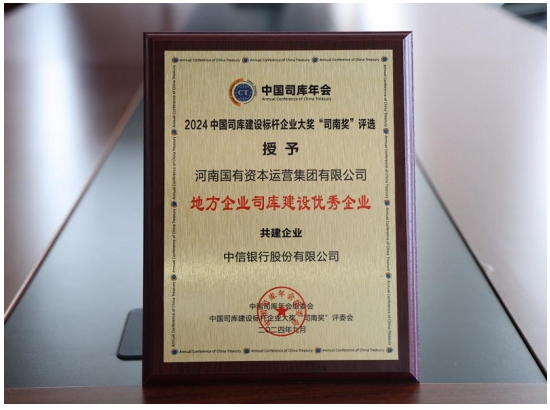 中国司库年会
Annual Conference of China Treasury
2024 中国司库建设标杆企业大奖“司南奖”评选
授予
河南国有资本运营集团有限公司
地方企业司库建设优秀企业
共建企业
中信银行股份有限公司
中国司库年会组委会
中国司库建设标杆企业大奖“司南奖”评委会
二〇二四年九月